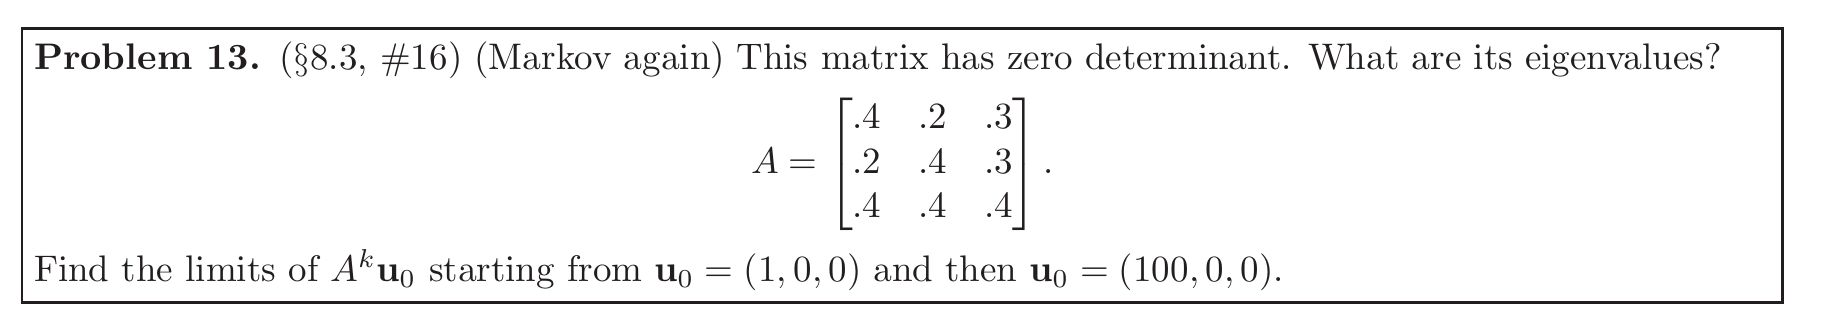 Problem 13. (§8.3, #16) (Markov again) This matrix has zero determinant. What are its eigenvalues?
A = [.4 .2 .3
.2 .4 .3
.4 .4 .4].
Find the limits of A^k u_0 starting from u_0 = (1, 0, 0) and then u_0 = (100, 0, 0).